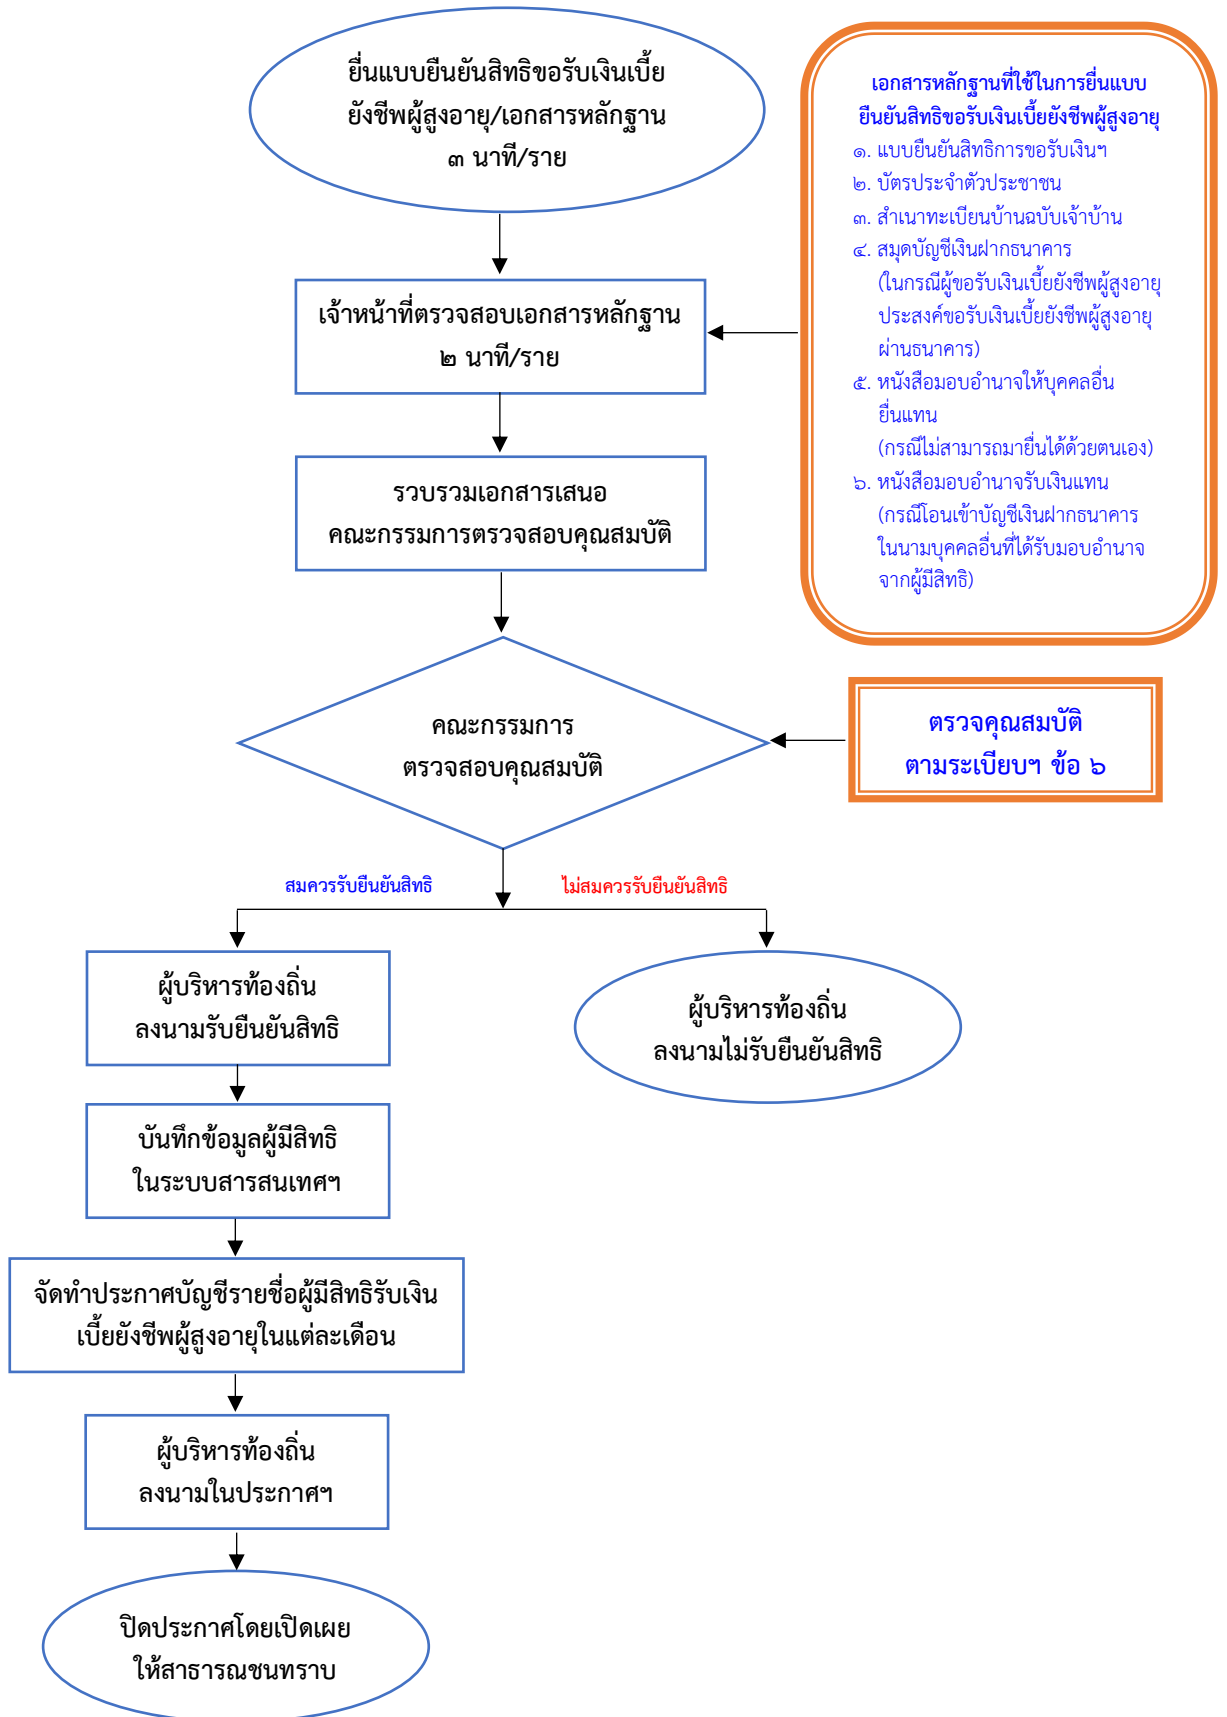 ยื่นแบบยืนยันสิทธิขอรับเงินเบี้ย
ยังชีพผู้สูงอายุ/เอกสารหลักฐาน
๓ นาที/ราย
เอกสารหลักฐานที่ใช้ในการยื่นแบบ
ยืนยันสิทธิขอรับเงินเบี้ยยังชีพผู้สูงอายุ
๑. แบบยืนยันสิทธิการขอรับเงินฯ
๒. บัตรประจำตัวประชาชน
๓. สำเนาทะเบียนบ้านฉบับเจ้าบ้าน
๔. สมุดบัญชีเงินฝากธนาคาร
(ในกรณีผู้ขอรับเงินเบี้ยยังชีพผู้สูงอายุ
ประสงค์ขอรับเงินเบี้ยยังชีพผู้สูงอายุ
ผ่านธนาคาร)
๕. หนังสือมอบอำนาจให้บุคคลอื่น
ยื่นแทน
(กรณีไม่สามารถมายื่นได้ด้วยตนเอง)
๖. หนังสือมอบอำนาจรับเงินแทน
(กรณีโอนเข้าบัญชีเงินฝากธนาคาร
ในนามบุคคลอื่นที่ได้รับมอบอำนาจ
จากผู้มีสิทธิ)
เจ้าหน้าที่ตรวจสอบเอกสารหลักฐาน
๒ นาที/ราย
รวบรวมเอกสารเสนอ
คณะกรรมการตรวจสอบคุณสมบัติ
คณะกรรมการ
ตรวจสอบคุณสมบัติ
ตรวจคุณสมบัติ
ตามระเบียบฯ ข้อ ๖
สมควรรับยืนยันสิทธิ
ไม่สมควรรับยืนยันสิทธิ
ผู้บริหารท้องถิ่น
ลงนามรับยืนยันสิทธิ
ผู้บริหารท้องถิ่น
ลงนามไม่รับยืนยันสิทธิ
บันทึกข้อมูลผู้มีสิทธิ
ในระบบสารสนเทศฯ
จัดทำประกาศบัญชีรายชื่อผู้มีสิทธิรับเงิน
เบี้ยยังชีพผู้สูงอายุในแต่ละเดือน
ผู้บริหารท้องถิ่น
ลงนามในประกาศฯ
ปิดประกาศโดยเปิดเผย
ให้สาธารณชนทราบ